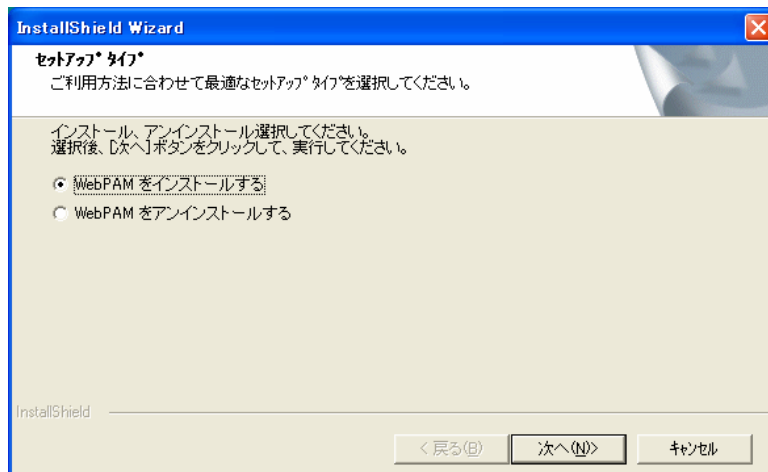 InstallShield Wizard
ｾｯﾄｱｯﾌﾟ ﾀｲﾌﾟ
ご利用方法に合わせて最適なｾｯﾄｱｯﾌﾟ ﾀｲﾌﾟを選択してください。
インストール、アンインストール選択してください。
選択後、[次へ]ボタンをクリックして、実行してください。
WebPAM をインストールする
WebPAM をアンインストールする
InstallShield
< 戻る(B)
次へ(N)>
ｷｬﾝｾﾙ